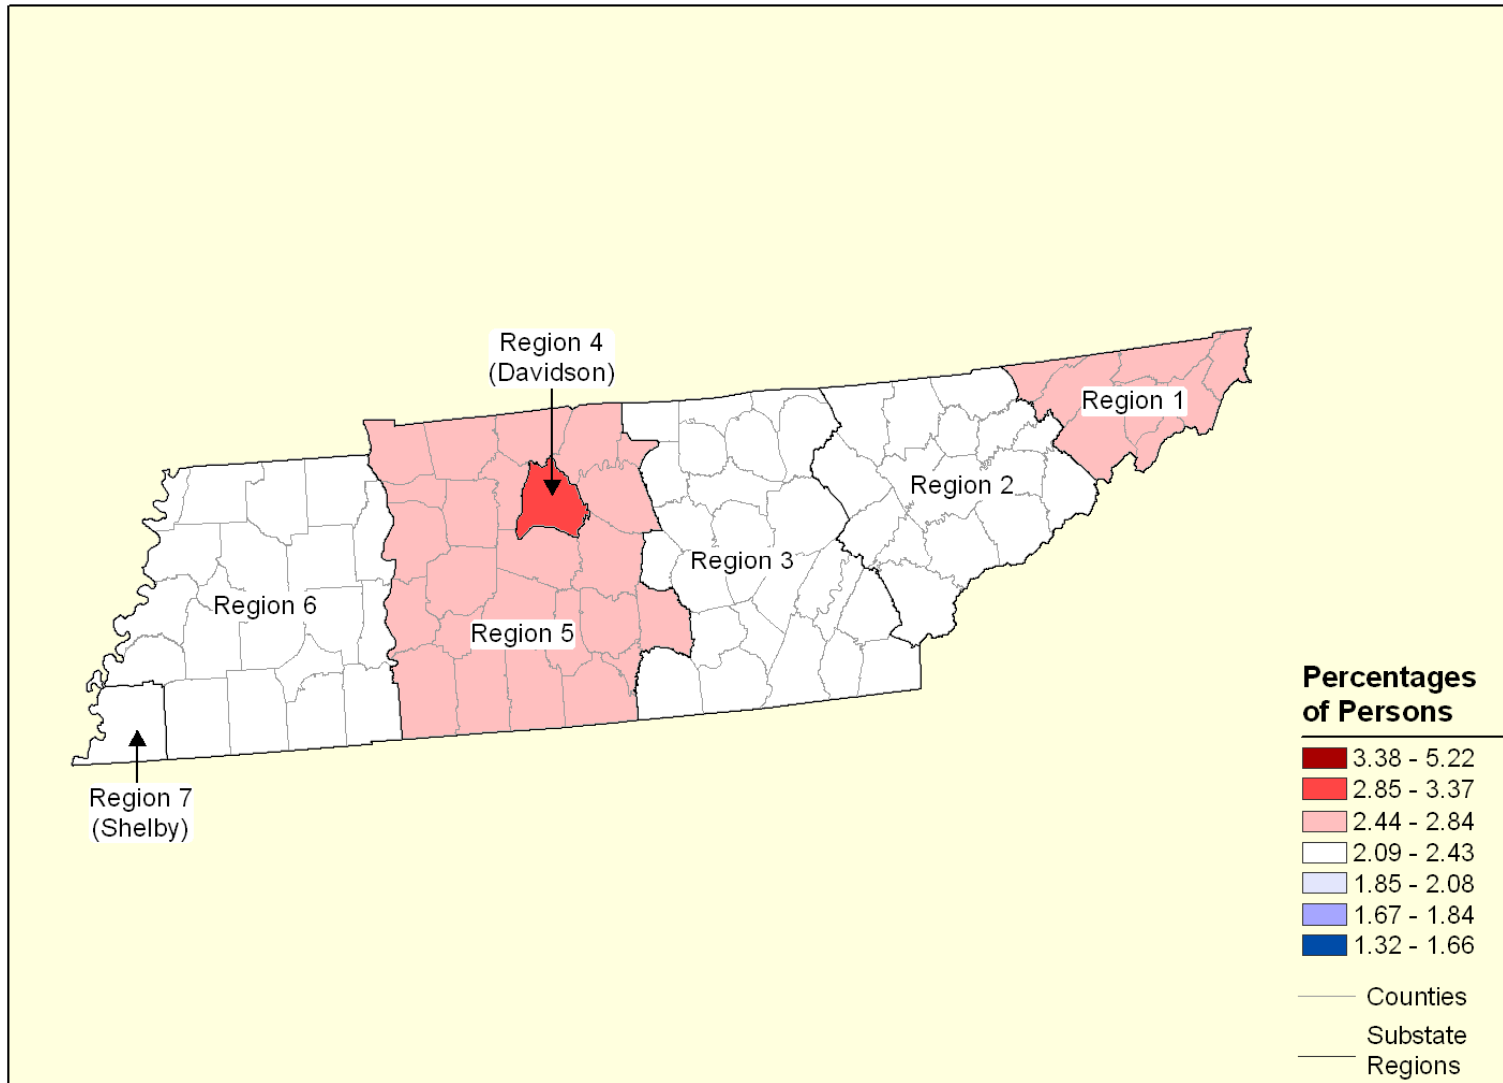 Region 4
(Davidson)
Region 1
Region 2
Region 3
Region 6
Region 5
Region 7
(Shelby)
Percentages
of Persons
3.38 - 5.22
2.85 - 3.37
2.44 - 2.84
2.09 - 2.43
1.85 - 2.08
1.67 - 1.84
1.32 - 1.66
Counties
Substate
Regions